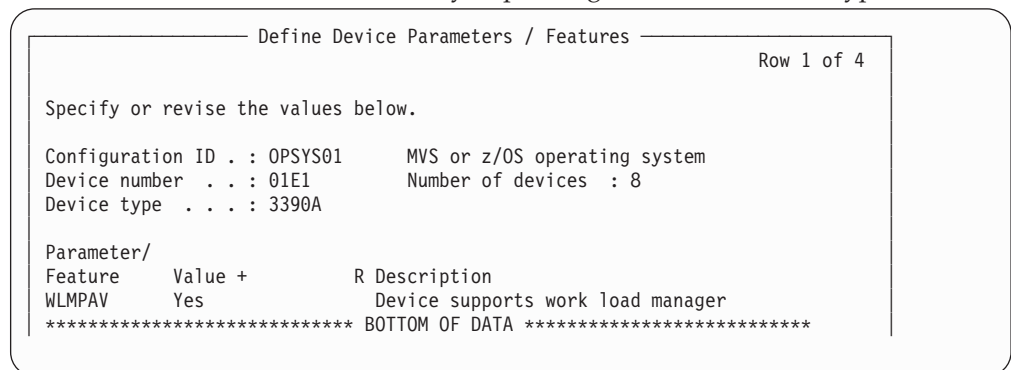 Define Device Parameters / Features
Row 1 of 4
Specify or revise the values below.
Configuration ID . : OPSYS01 MVS or z/OS operating system
Device number . . : 01E1 Number of devices : 8
Device type . . . : 3390A
Parameter/
Feature Value + R Description
WLMPAV Yes Device supports work load manager
***************************** BOTTOM OF DATA ***************************